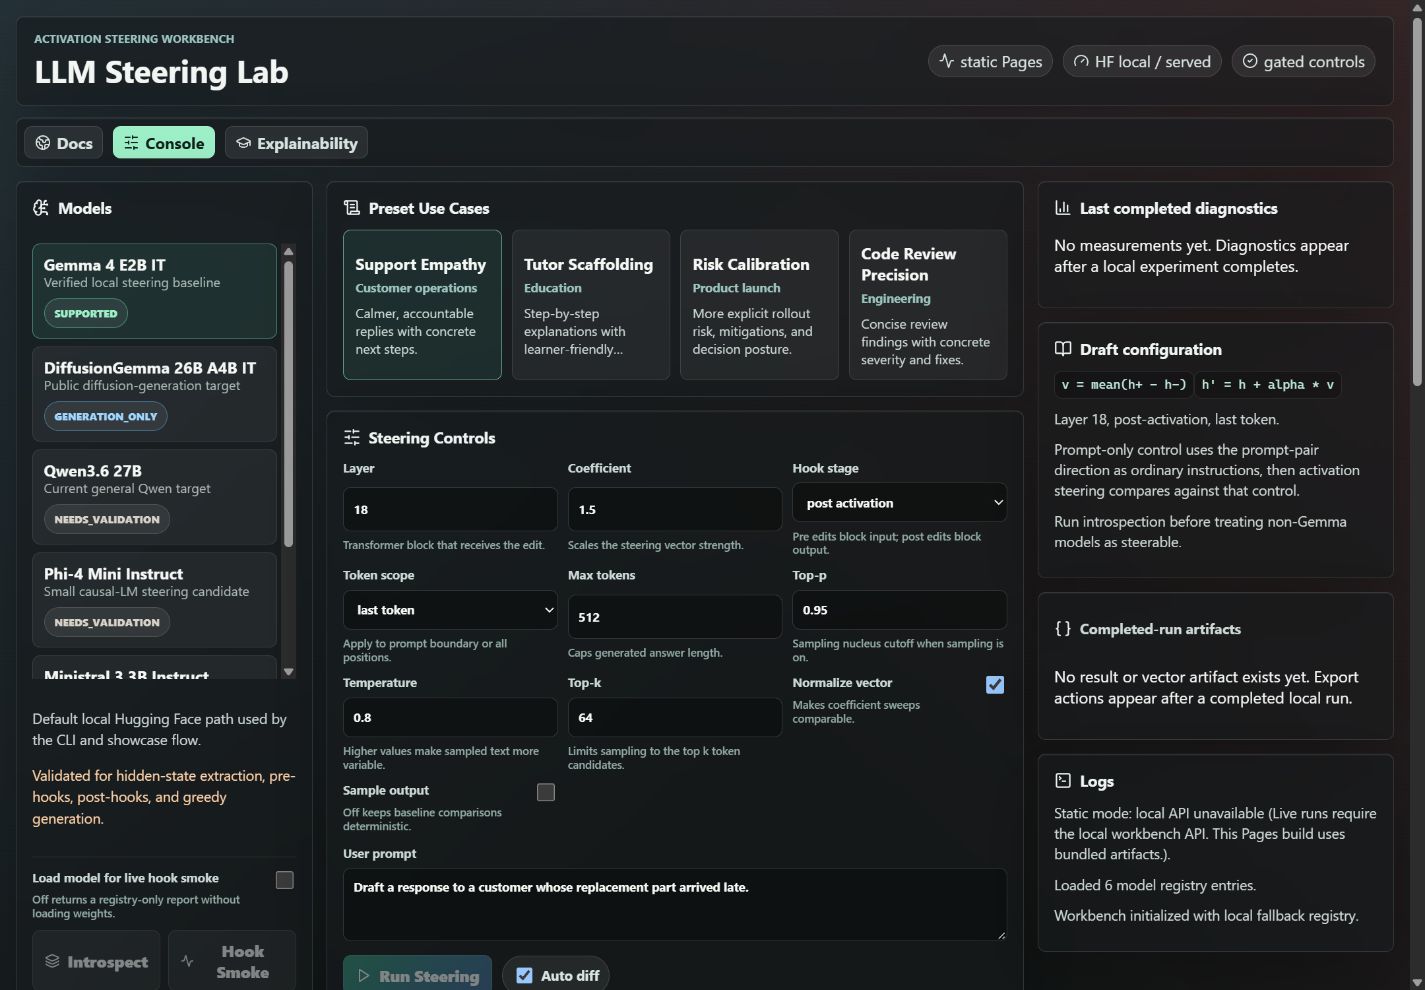 ACTIVATION STEERING WORKBENCH
LLM Steering Lab
static Pages
HF local / served
gated controls
Docs
Console
Explainability
Models
Gemma 4 E2B IT
Verified local steering baseline
SUPPORTED
DiffusionGemma 26B A4B IT
Public diffusion-generation target
GENERATION_ONLY
Qwen3.6 27B
Current general Qwen target
NEEDS_VALIDATION
Phi-4 Mini Instruct
Small causal-LM steering candidate
NEEDS_VALIDATION
Ministral 3 3B Instruct
Default local Hugging Face path used by
the CLI and showcase flow.
Validated for hidden-state extraction, pre-
hooks, post-hooks, and greedy
generation.
Load model for live hook smoke
Off returns a registry-only report without
loading weights.
Introspect
Hook
Smoke
Preset Use Cases
Support Empathy
Customer operations
Calmer, accountable
replies with concrete
next steps.
Tutor Scaffolding
Education
Step-by-step
explanations with
learner-friendly...
Risk Calibration
Product launch
More explicit rollout
risk, mitigations, and
decision posture.
Code Review
Precision
Engineering
Concise review
findings with concrete
severity and fixes.
Steering Controls
Layer
18
Transformer block that receives the edit.
Coefficient
1.5
Scales the steering vector strength.
Hook stage
post activation
Pre edits block input; post edits block
output.
Token scope
last token
Apply to prompt boundary or all
positions.
Max tokens
512
Caps generated answer length.
Top-p
0.95
Sampling nucleus cutoff when sampling is
on.
Temperature
0.8
Higher values make sampled text more
variable.
Top-k
64
Limits sampling to the top k token
candidates.
Normalize vector
Makes coefficient sweeps
comparable.
Sample output
Off keeps baseline comparisons
deterministic.
User prompt
Draft a response to a customer whose replacement part arrived late.
Run Steering
Auto diff
Last completed diagnostics
No measurements yet. Diagnostics appear
after a local experiment completes.
Draft configuration
v = mean(h+ - h-) h' = h + alpha * v
Layer 18, post-activation, last token.
Prompt-only control uses the prompt-pair
direction as ordinary instructions, then activation
steering compares against that control.
Run introspection before treating non-Gemma
models as steerable.
Completed-run artifacts
No result or vector artifact exists yet. Export
actions appear after a completed local run.
Logs
Static mode: local API unavailable (Live runs require
the local workbench API. This Pages build uses
bundled artifacts.).
Loaded 6 model registry entries.
Workbench initialized with local fallback registry.